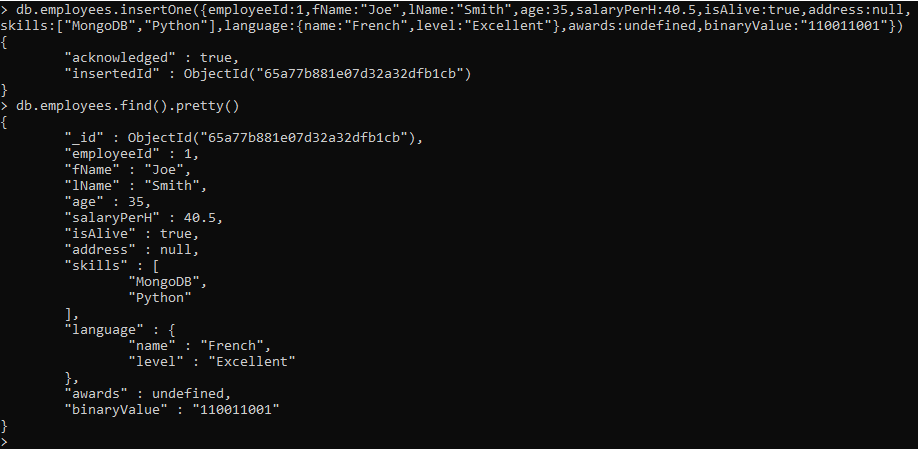 > db.employees.insertOne({employeeId:1,fName:"Joe",lName:"Smith",age:35,salaryPerH:40.5,isAlive:true,address:null,
skills:["MongoDB","Python"],language:{name:"French",level:"Excellent"},awards:undefined,binaryValue:"110011001"})
{
        "acknowledged" : true,
        "insertedId" : ObjectId("65a77b881e07d32a32dfb1cb")
}
> db.employees.find().pretty()
{
        "_id" : ObjectId("65a77b881e07d32a32dfb1cb"),
        "employeeId" : 1,
        "fName" : "Joe",
        "lName" : "Smith",
        "age" : 35,
        "salaryPerH" : 40.5,
        "isAlive" : true,
        "address" : null,
        "skills" : [
                "MongoDB",
                "Python"
        ],
        "language" : {
                "name" : "French",
                "level" : "Excellent"
        },
        "awards" : undefined,
        "binaryValue" : "110011001"
}
>